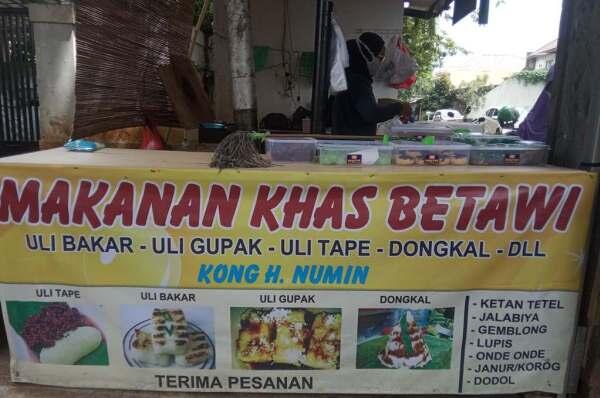 MAKANAN KHAS BETAWI
ULI BAKAR - ULI GUPAK - ULI TAPE - DONGKAL - DLL
KONG H. NUMIN
ULI TAPE
ULI BAKAR
ULI GUPAK
DONGKAL
- KETAN TETEL
- JALABIYA
- GEMBLONG
- LUPIS
- ONDE ONDE
- JANUR/KOROG
- DODOL
TERIMA PESANAN